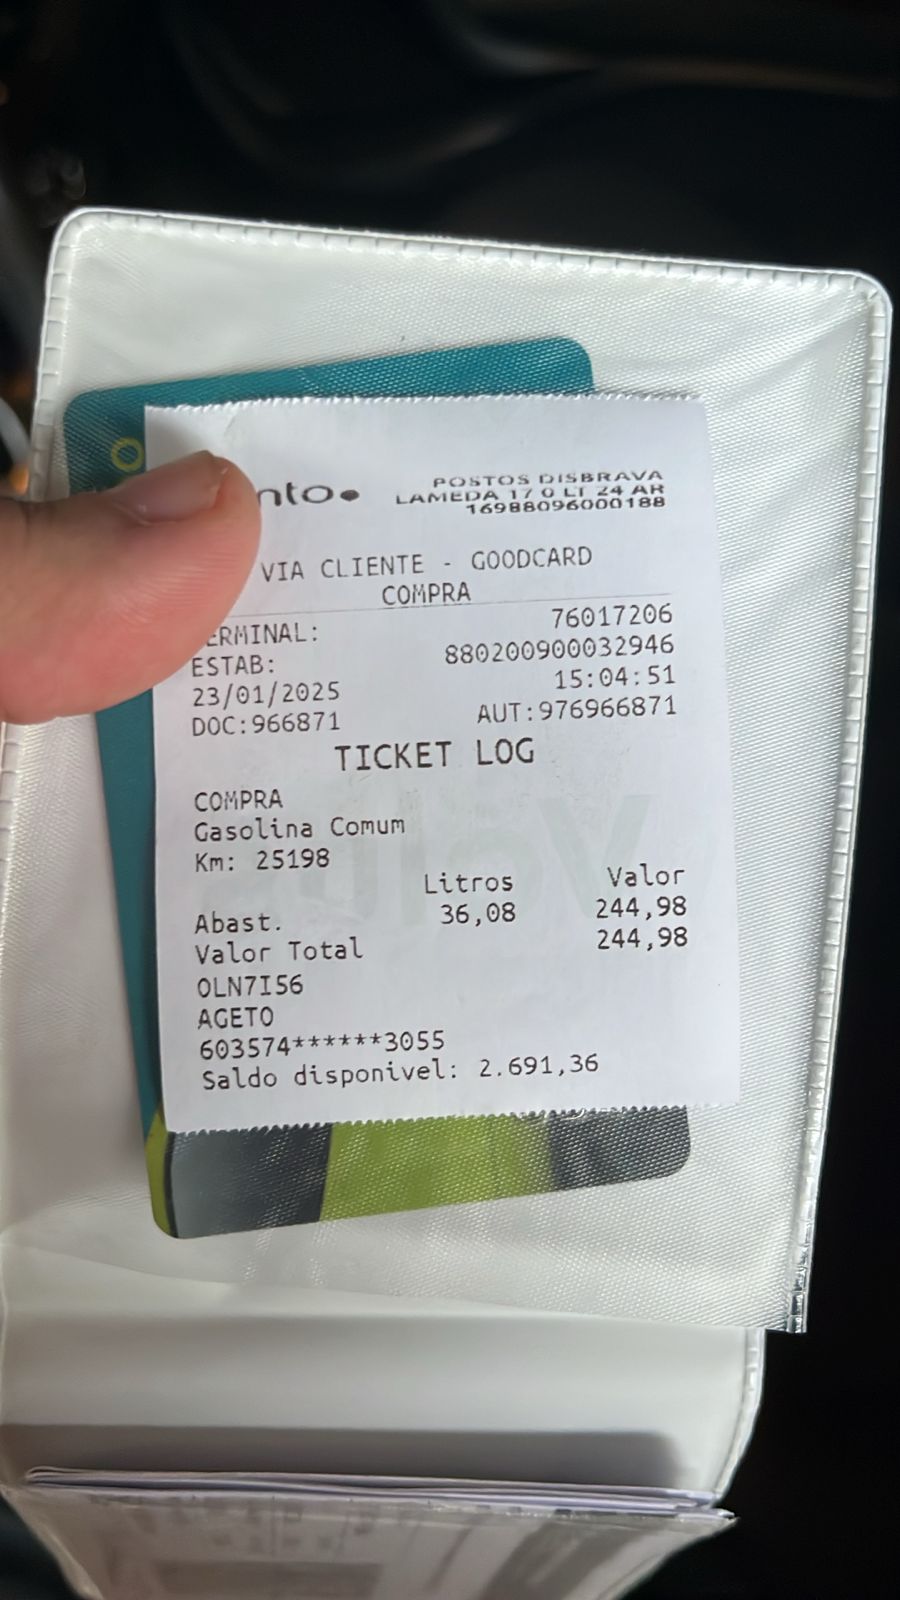 nto.
POSTOS DISBRAVA
LAMEDA 17 0 LT 24 AR
16988096000188
VIA CLIENTE - GOODCARD
COMPRA
ERMINAL: 76017206
ESTAB: 880200900032946
23/01/2025 15:04:51
DOC:966871 AUT:976966871
TICKET LOG
COMPRA
Gasolina Comum
Km: 25198
Litros Valor
Abast. 36,08 244,98
Valor Total 244,98
OLN7I56
AGETO
603574******3055
Saldo disponivel: 2.691,36